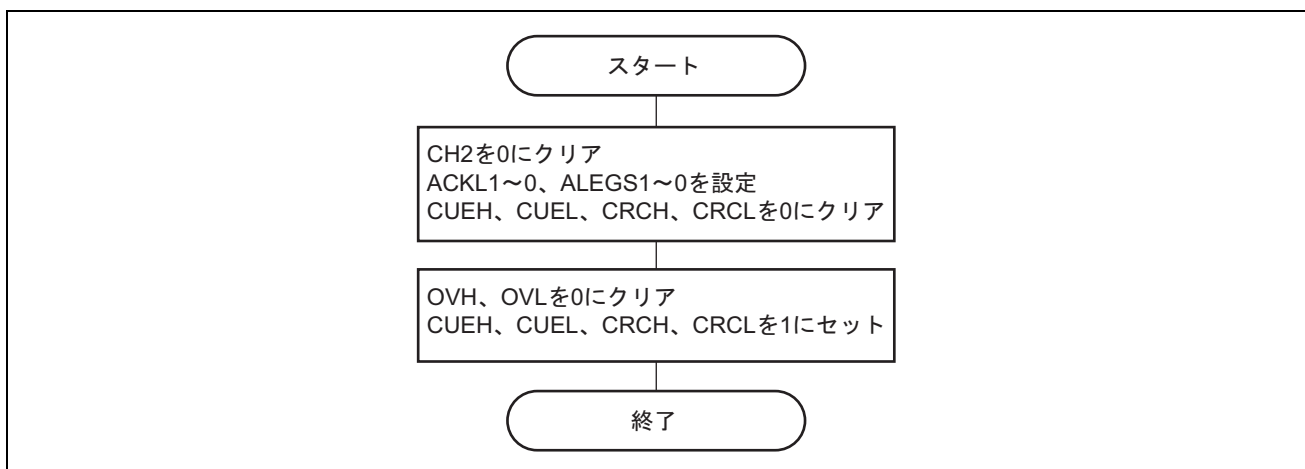 スタート
CH2を0にクリア
ACKL1～0、ALEGS1～0を設定
CUEH、CUEL、CRCH、CRCLを0にクリア
OVH、OVLを0にクリア
CUEH、CUEL、CRCH、CRCLを1にセット
終了